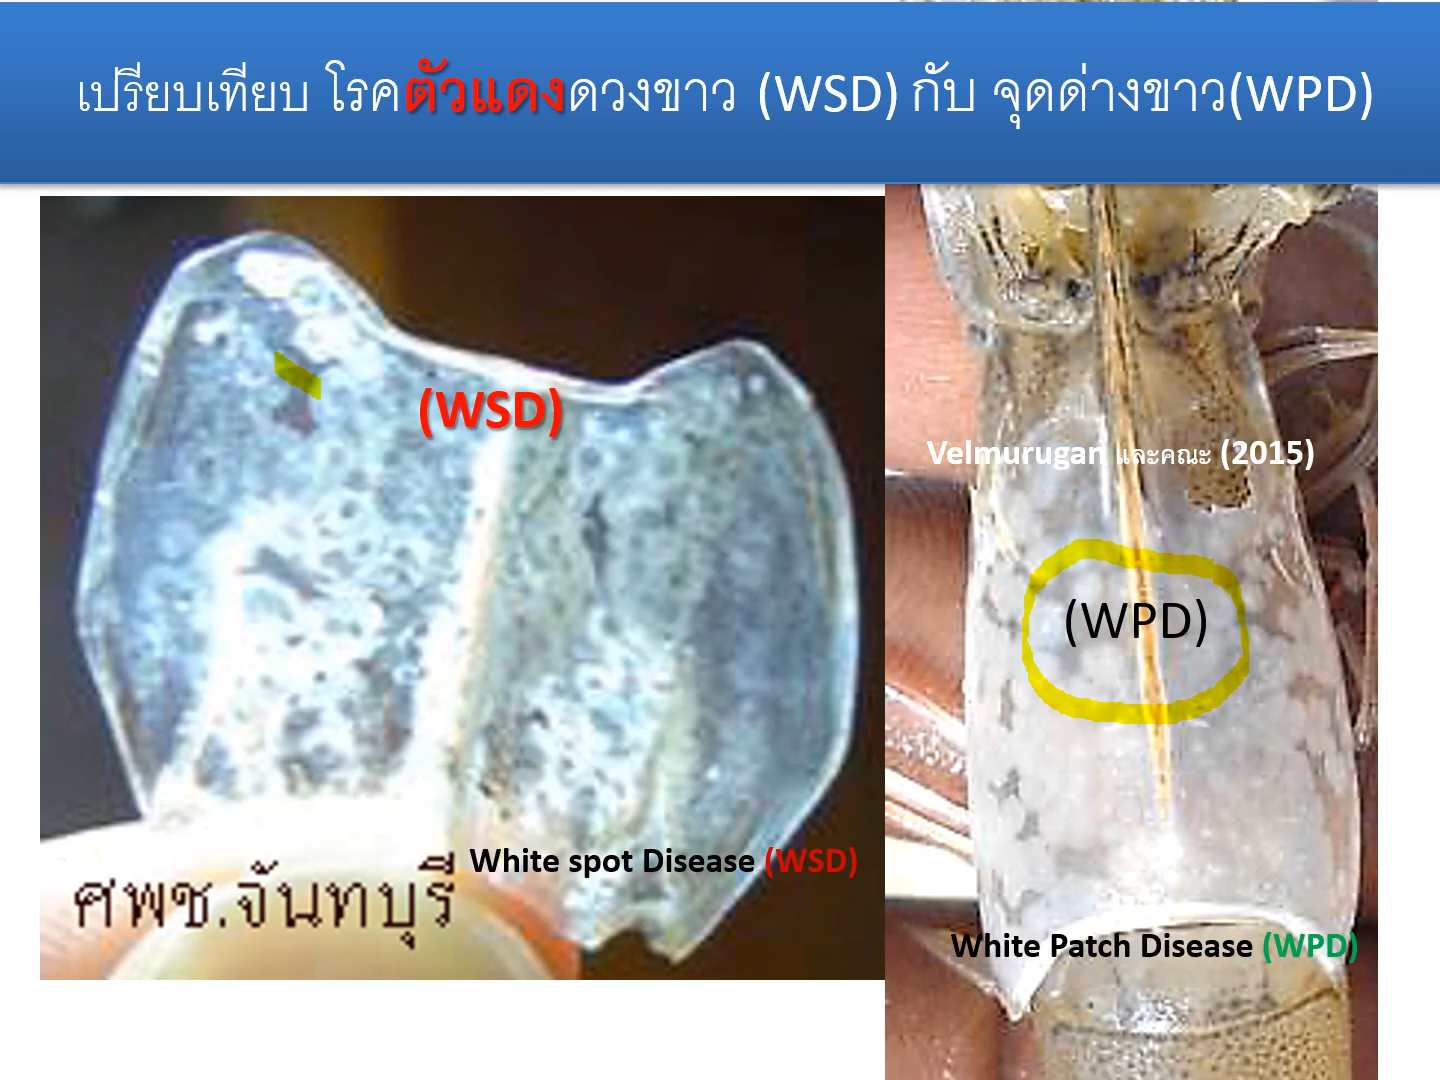 เปรียบเทียบ โรคตัวแดงดวงขาว (WSD) กับ จุดด่างขาว(WPD)
(WSD)
Velmurugan และคณะ (2015)
(WPD)
White spot Disease (WSD)
ศพช.จันทบุรี
White Patch Disease (WPD)